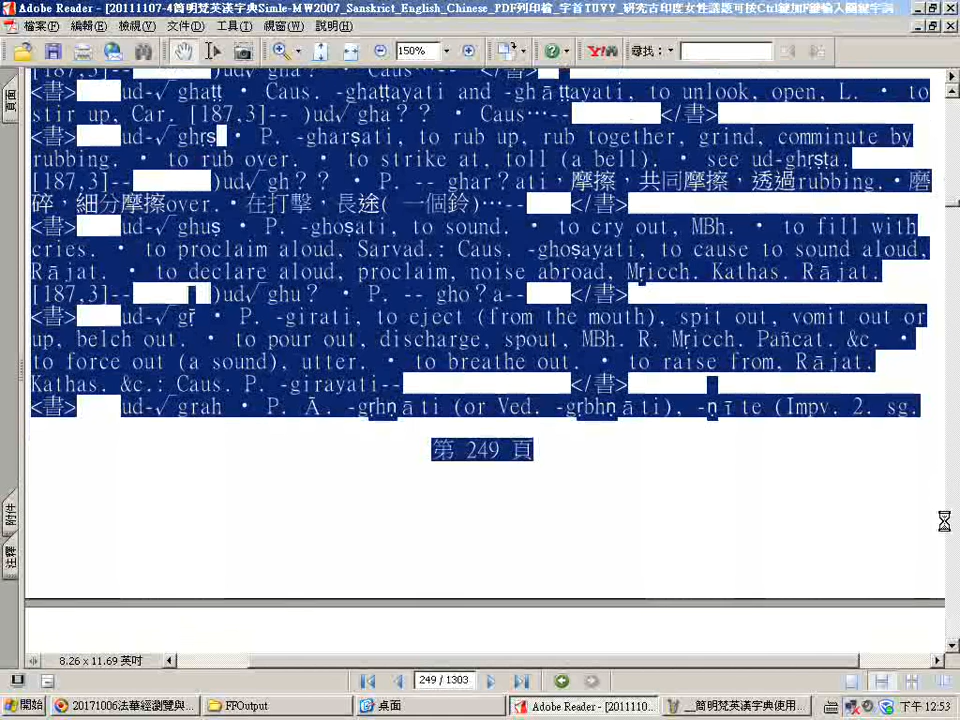 Adobe Reader - [20111107-4簡明梵英漢字典Simle-MW2007_Sanskrict_English_Chinese_PDF列印檔_字首TUVY_研究古印度女性議題可按Ctrl鍵加F鍵輸入關鍵字詞
檔案(F) 編輯(E) 檢視(V) 文件(D) 工具(T) 視窗(W) 說明(H)
150% Y! 尋找：
頁面
<書> ud-√ghaṭṭ • Caus. -ghaṭṭayati and -ghāṭṭayati, to unlook, open, L. • to
stir up, Car. [187,3]-- )ud√gha？？ • Caus…-- </書>
<書> ud-√ghṛṣ • P. -gharṣati, to rub up, rub together, grind, comminute by
rubbing. • to rub over. • to strike at, toll (a bell). • see ud-ghṛṣṭa.
[187,3]-- )ud√gh？？ • P. -- ghar？ati，摩擦，共同摩擦，透過rubbing.•磨
碎，細分摩擦over.•在打擊，長途( 一個鈴)…-- </書>
<書> ud-√ghuṣ • P. -ghoṣati, to sound. • to cry out, MBh. • to fill with
cries. • to proclaim aloud, Sarvad.: Caus. -ghoṣayati, to cause to sound aloud,
Rājat. • to declare aloud, proclaim, noise abroad, Mṛicch. Kathas. Rājat.
[187,3]-- )ud√ghu？ • P. -- gho？a-- </書>
<書> ud-√gṝ • P. -girati, to eject (from the mouth), spit out, vomit out or
up, belch out. • to pour out, discharge, spout, MBh. R. Mṛicch. Pañcat. &c. •
to force out (a sound), utter. • to breathe out. • to raise from, Rājat.
Kathas. &c.: Caus. P. -girayati-- </書>
<書> ud-√grah • P. Ā. -gṛhṇāti (or Ved. -gṛbhṇāti), -ṇīte (Impv. 2. sg.
第 249 頁
附件
注釋
8.26 x 11.69 英吋
249 / 1303
開始 20171006法華經瀏覽與... FFOutput 桌面 Adobe Reader - [2011110... __簡明梵英漢字典使用... 下午 12:53